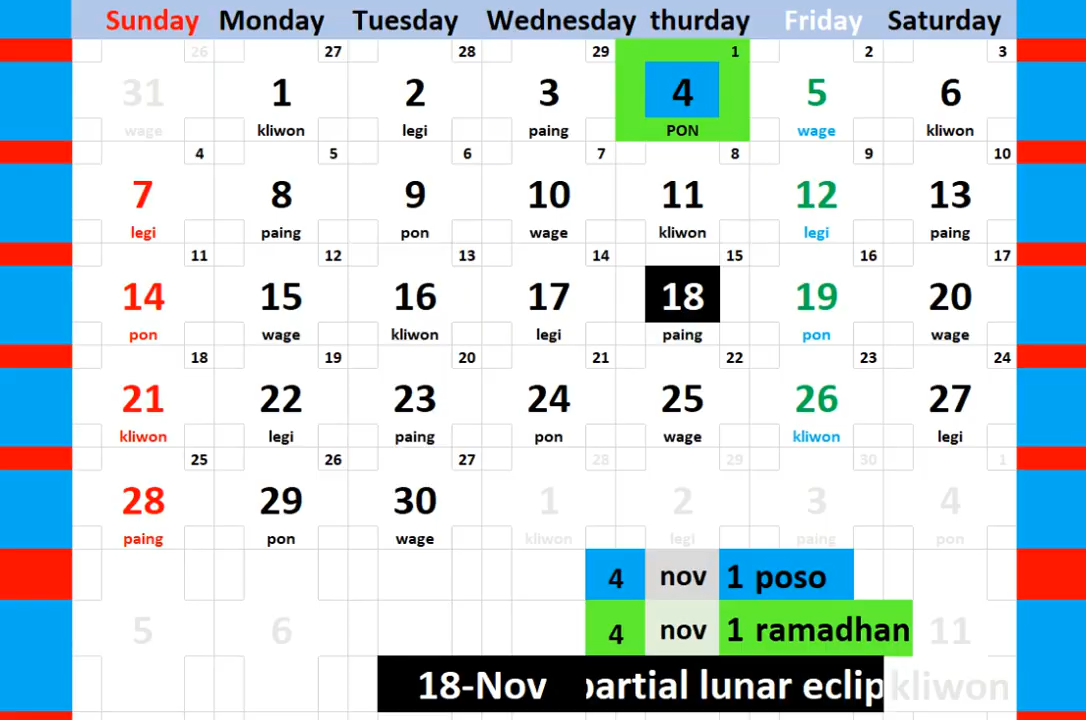 Sunday Monday Tuesday Wednesday thurday Friday Saturday
26 27 28 29 1 2 3
31 1 2 3 4 5 6
wage kliwon legi paing PON wage kliwon
4 5 6 7 8 9 10
7 8 9 10 11 12 13
legi paing pon wage kliwon legi paing
11 12 13 14 15 16 17
14 15 16 17 18 19 20
pon wage kliwon legi paing pon wage
18 19 20 21 22 23 24
21 22 23 24 25 26 27
kliwon legi paing pon wage kliwon legi
25 26 27 28 29 30 1
28 29 30 1 2 3 4
paing pon wage kliwon legi paing pon
4 nov 1 poso
5 6 4 nov 1 ramadhan 11
18-Nov partial lunar eclip kliwon